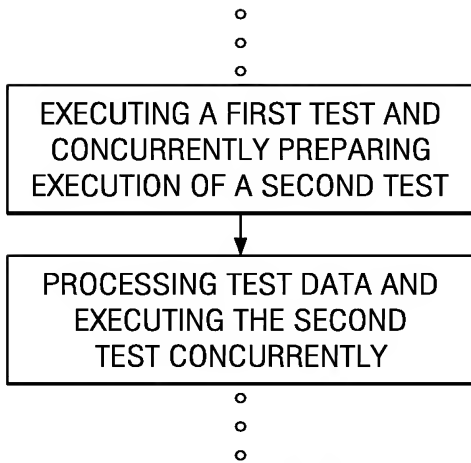 EXECUTING A FIRST TEST AND
CONCURRENTLY PREPARING
EXECUTION OF A SECOND TEST
PROCESSING TEST DATA AND
EXECUTING THE SECOND
TEST CONCURRENTLY